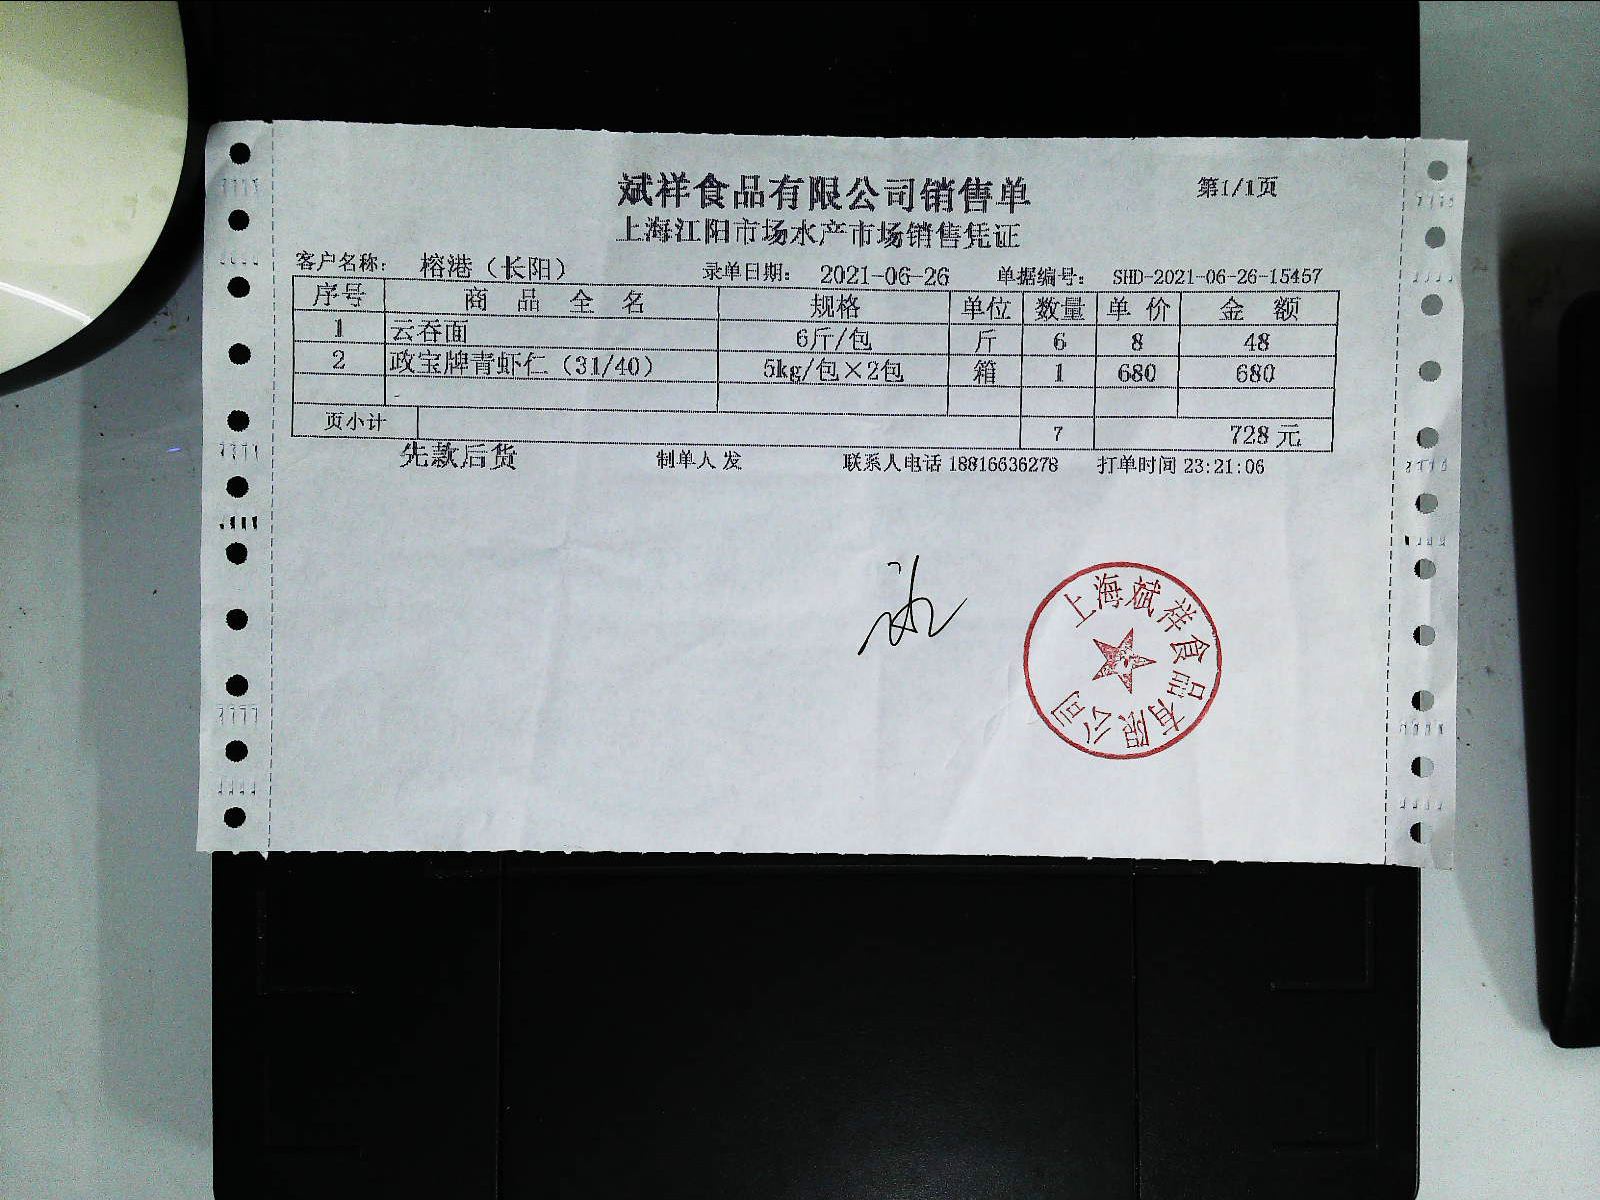 斌祥食品有限公司销售单 第1/1页
上海江阳市场水产市场销售凭证
客户名称： 榕港（长阳） 录单日期： 2021-06-26 单据编号： SHD-2021-06-26-15457
序号 商品全名 规格 单位 数量 单价 金额
1 云吞面 6斤/包 斤 6 8 48
2 政宝牌青虾仁（31/40） 5kg/包×2包 箱 1 680 680
页小计 7 728元
先款后货 制单人 发 联系人电话 18816636278 打单时间 23:21:06
上海斌祥食品有限公司